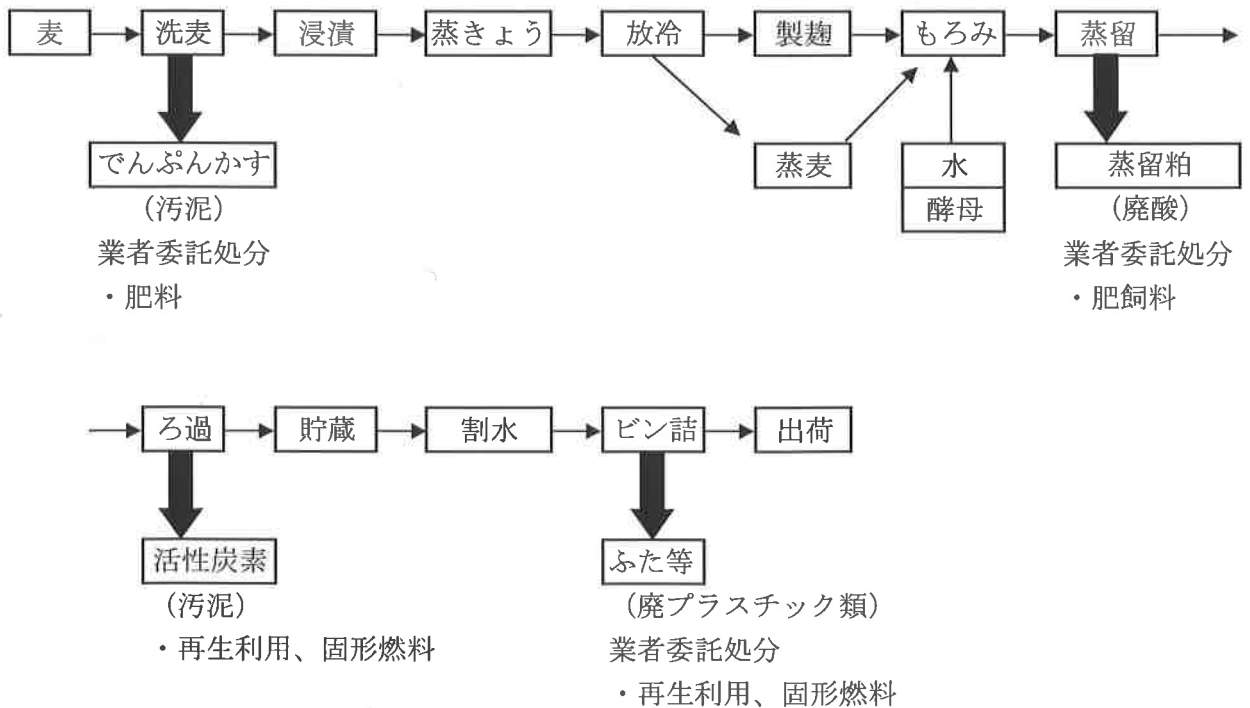 麦
洗麦
浸漬
蒸きょう
放冷
製麹
もろみ
蒸留
でんぷんかす
(汚泥)
業者委託処分
・肥料
蒸麦
水
酵母
蒸留粕
(廃酸)
業者委託処分
・肥飼料
ろ過
貯蔵
割水
ビン詰
出荷
活性炭素
(汚泥)
・再生利用、固形燃料
ふた等
(廃プラスチック類)
業者委託処分
・再生利用、固形燃料